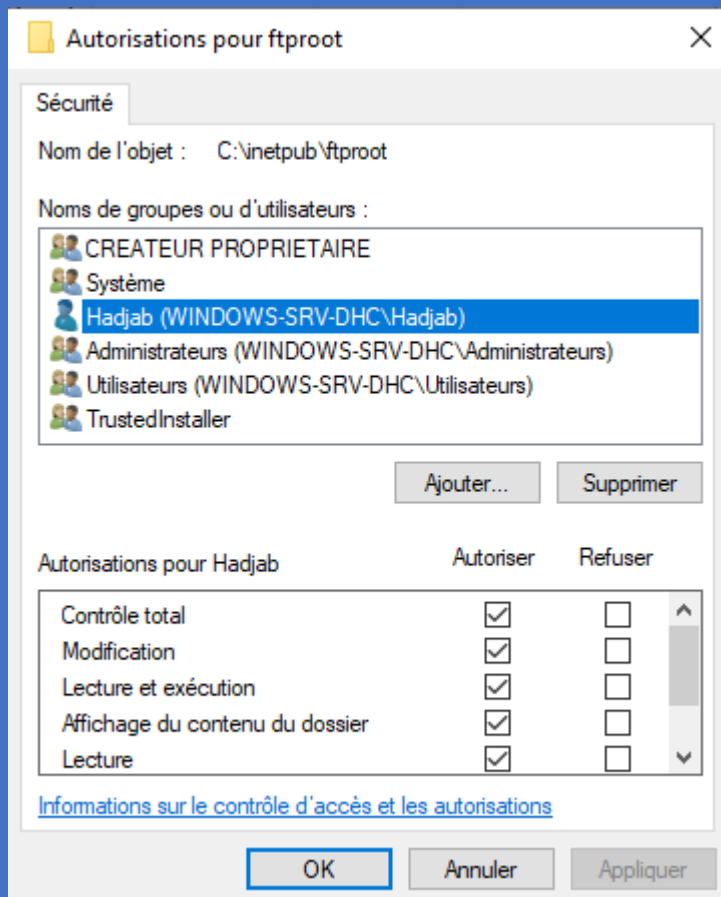 Autorisations pour ftproot
Sécurité
Nom de l'objet : C:\inetpub\ftproot
Noms de groupes ou d'utilisateurs :
CREATEUR PROPRIETAIRE
Système
Hadjab (WINDOWS-SRV-DHC\Hadjab)
Administrateurs (WINDOWS-SRV-DHC\Administrateurs)
Utilisateurs (WINDOWS-SRV-DHC\Utilisateurs)
TrustedInstaller
Ajouter... Supprimer
Autorisations pour Hadjab Autoriser Refuser
Contrôle total
Modification
Lecture et exécution
Affichage du contenu du dossier
Lecture
Informations sur le contrôle d'accès et les autorisations
OK Annuler Appliquer